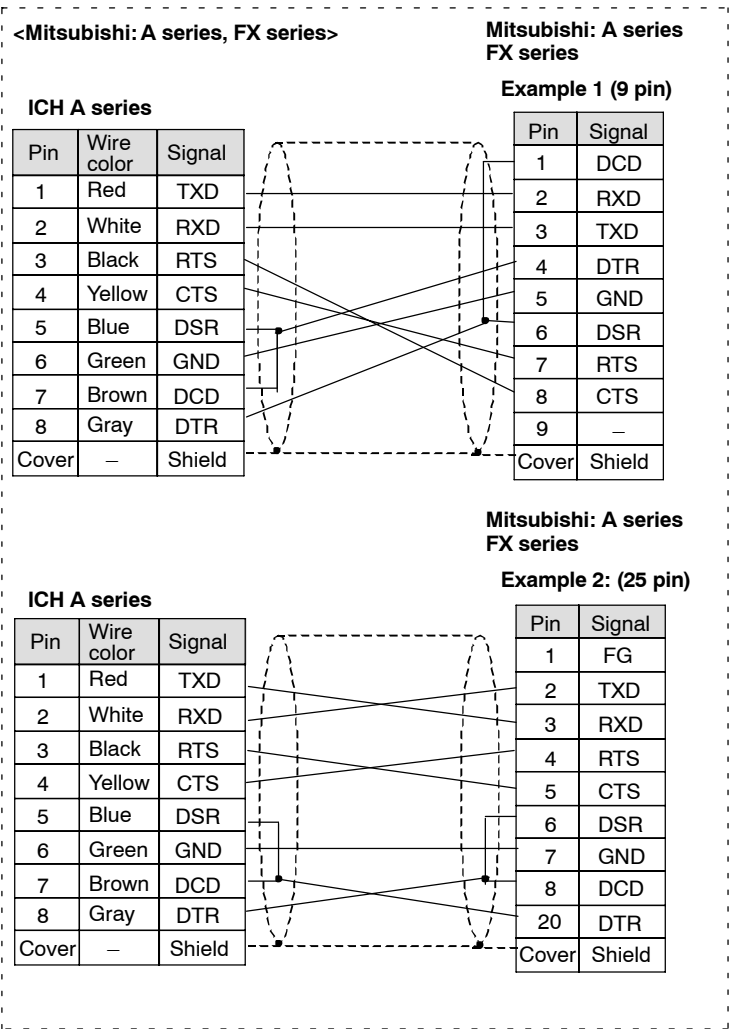 <Mitsubishi: A series, FX series>
Mitsubishi: A series
FX series
Example 1 (9 pin)
ICH A series
Pin Wire color Signal
1 Red TXD
2 White RXD
3 Black RTS
4 Yellow CTS
5 Blue DSR
6 Green GND
7 Brown DCD
8 Gray DTR
Cover – Shield
Pin Signal
1 DCD
2 RXD
3 TXD
4 DTR
5 GND
6 DSR
7 RTS
8 CTS
9 –
Cover Shield
Mitsubishi: A series
FX series
Example 2: (25 pin)
ICH A series
Pin Wire color Signal
1 Red TXD
2 White RXD
3 Black RTS
4 Yellow CTS
5 Blue DSR
6 Green GND
7 Brown DCD
8 Gray DTR
Cover – Shield
Pin Signal
1 FG
2 TXD
3 RXD
4 RTS
5 CTS
6 DSR
7 GND
8 DCD
20 DTR
Cover Shield